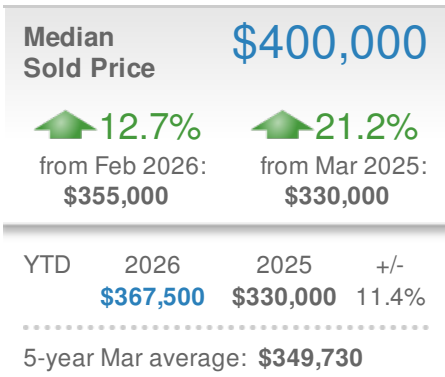 Median
Sold Price
$400,000
12.7%
21.2%
from Feb 2026:
from Mar 2025:
$355,000
$330,000
YTD 2026 2025 +/-
$367,500 $330,000 11.4%
5-year Mar average: $349,730